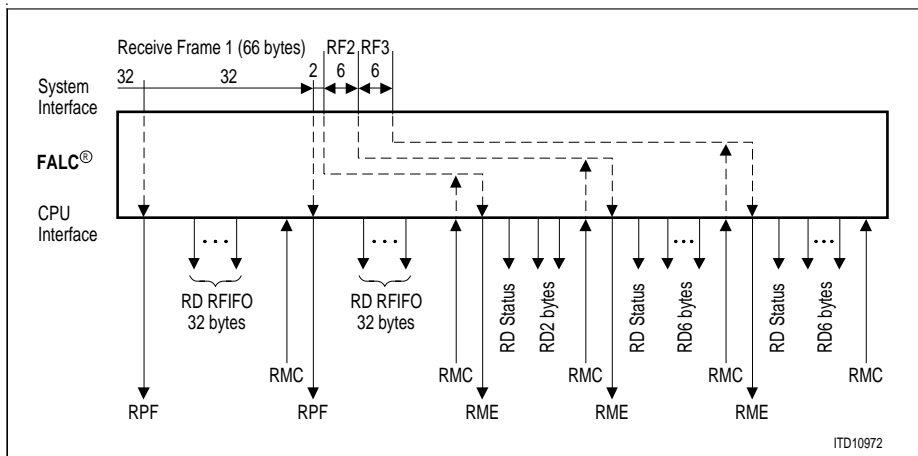 Receive Frame 1 (66 bytes) RF2 RF3
32 32 2 6 6
System
Interface
FALC®
CPU
Interface
RD RFIFO
32 bytes
RD RFIFO
32 bytes
RD Status
RD2 bytes
RD Status
RD6 bytes
RD Status
RD6 bytes
RMC RMC RMC RMC RMC
RPF RPF RME RME RME
ITD10972